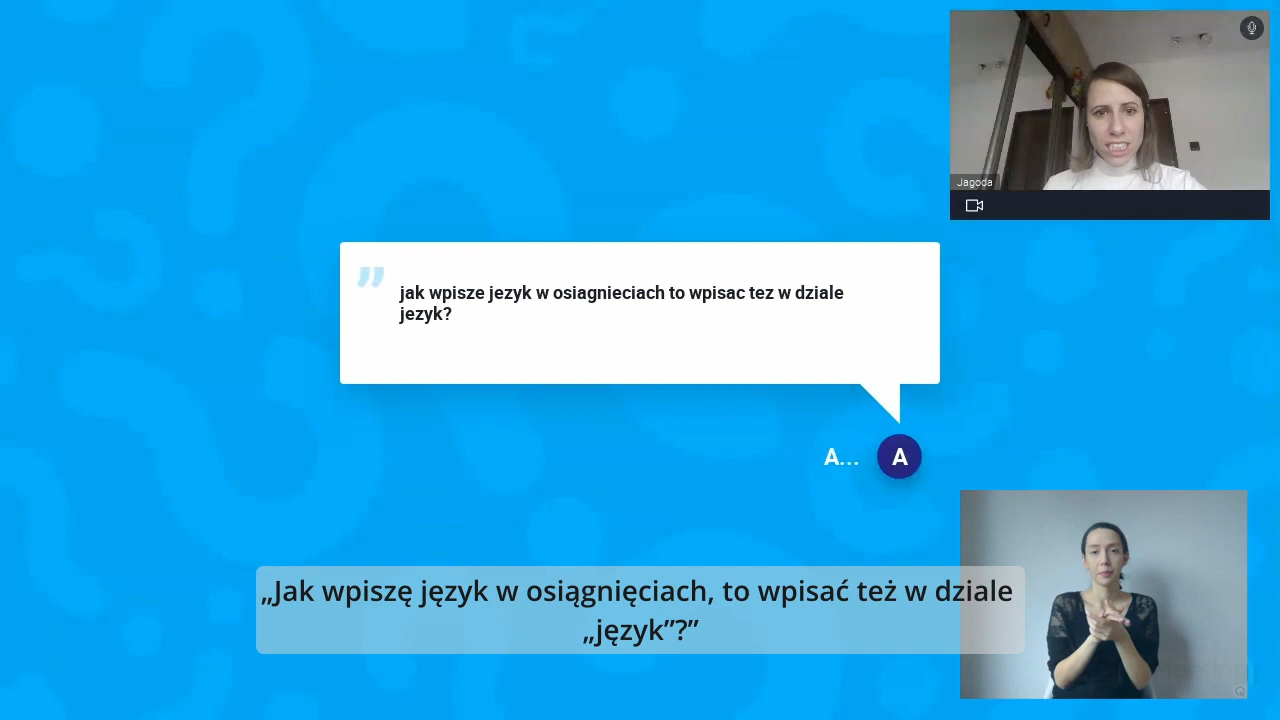 Jagoda
jak wpisze jezyk w osiagnieciach to wpisac tez w dziale
jezyk?
A...
A
„Jak wpiszę język w osiągnięciach, to wpisać też w dziale
„język”?”